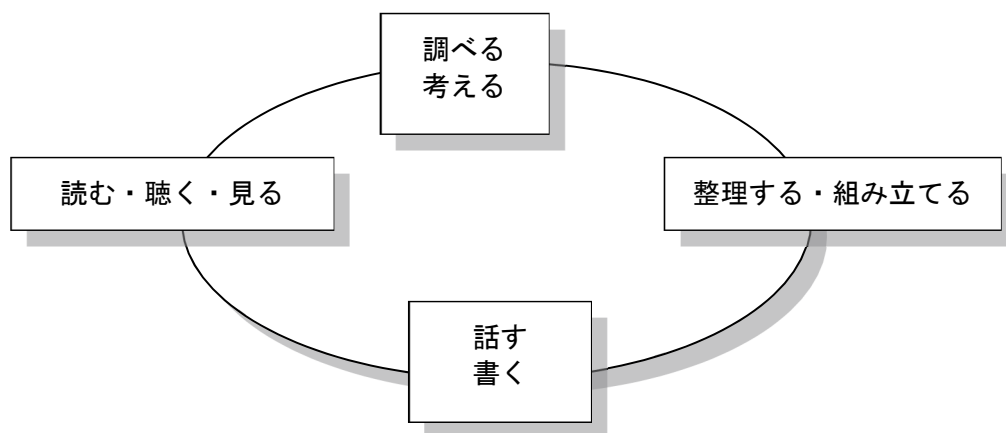 調べる
考える
読む・聴く・見る
整理する・組み立てる
話す
書く